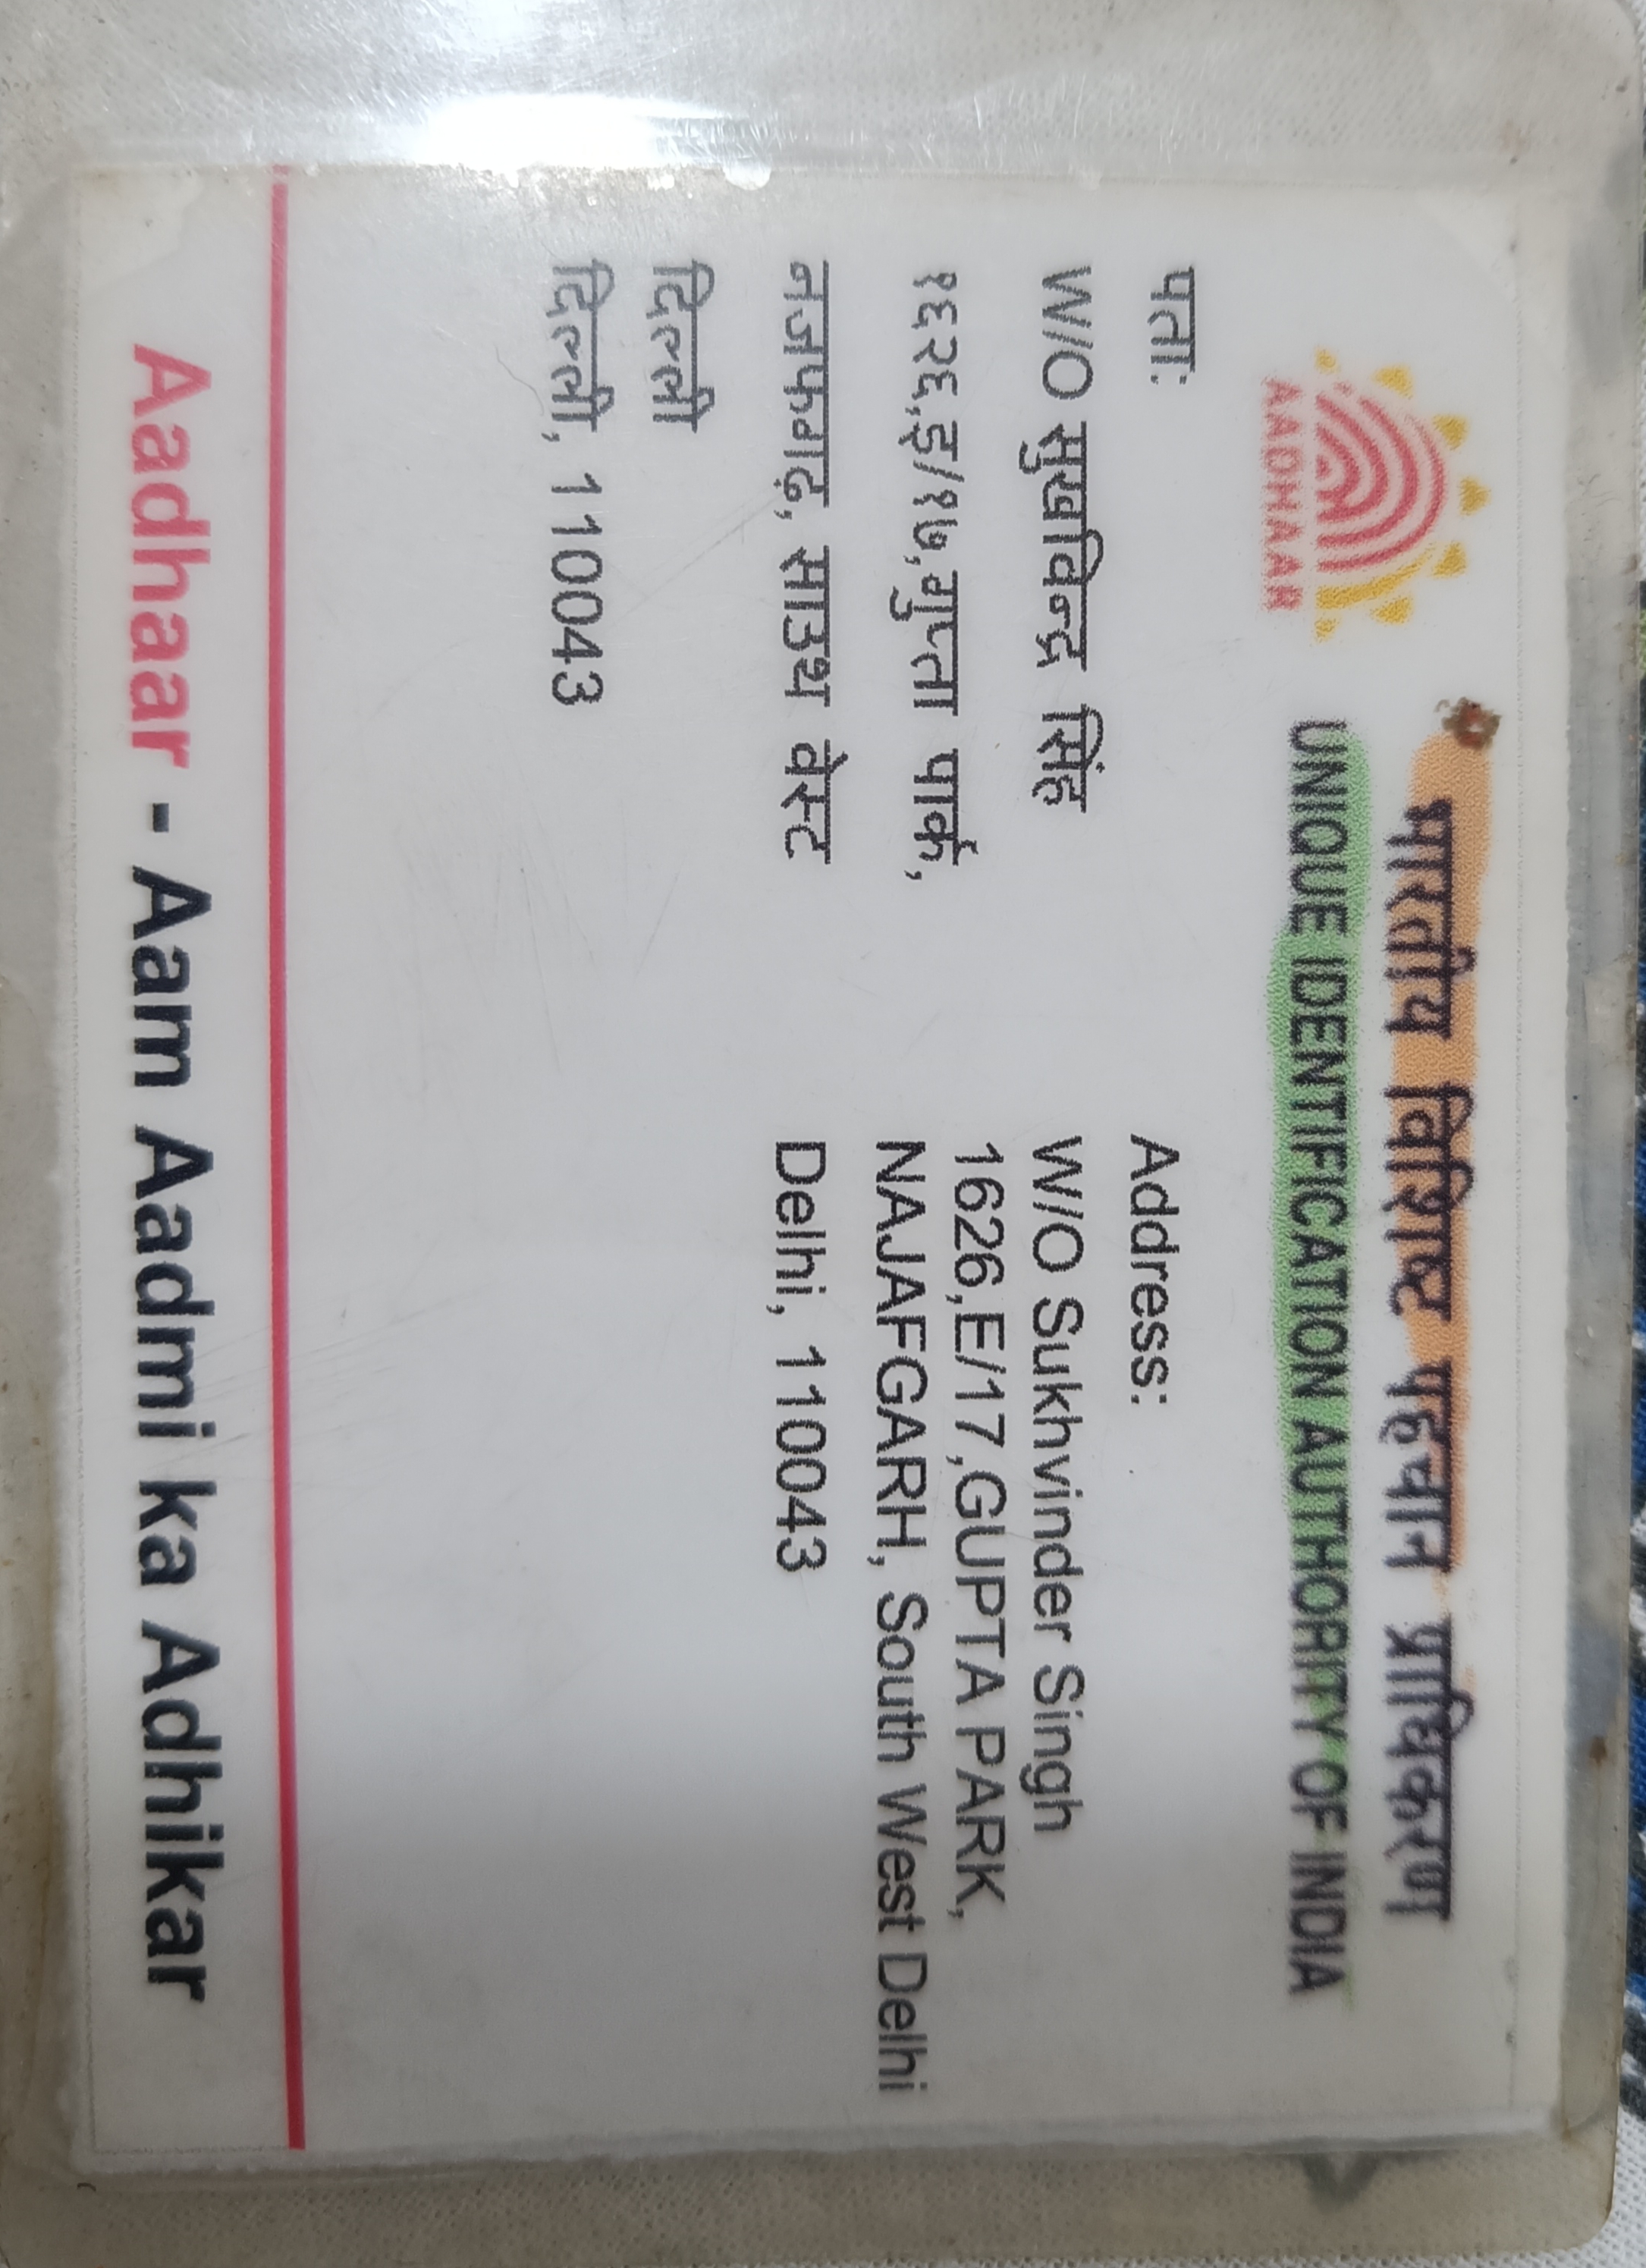 भारतीय विशिष्ट पहचान प्राधिकरण
UNIQUE IDENTIFICATION AUTHORITY OF INDIA
AADHAAR
पता:
W/O सुखविन्द्र सिंह
१६२६,इ/१७,गुप्ता पार्क,
नजफगढ़, साउथ वेस्ट
दिल्ली
दिल्ली, 110043
Address:
W/O Sukhvinder Singh
1626,E/17,GUPTA PARK,
NAJAFGARH, South West Delhi
Delhi, 110043
Aadhaar - Aam Aadmi ka Adhikar